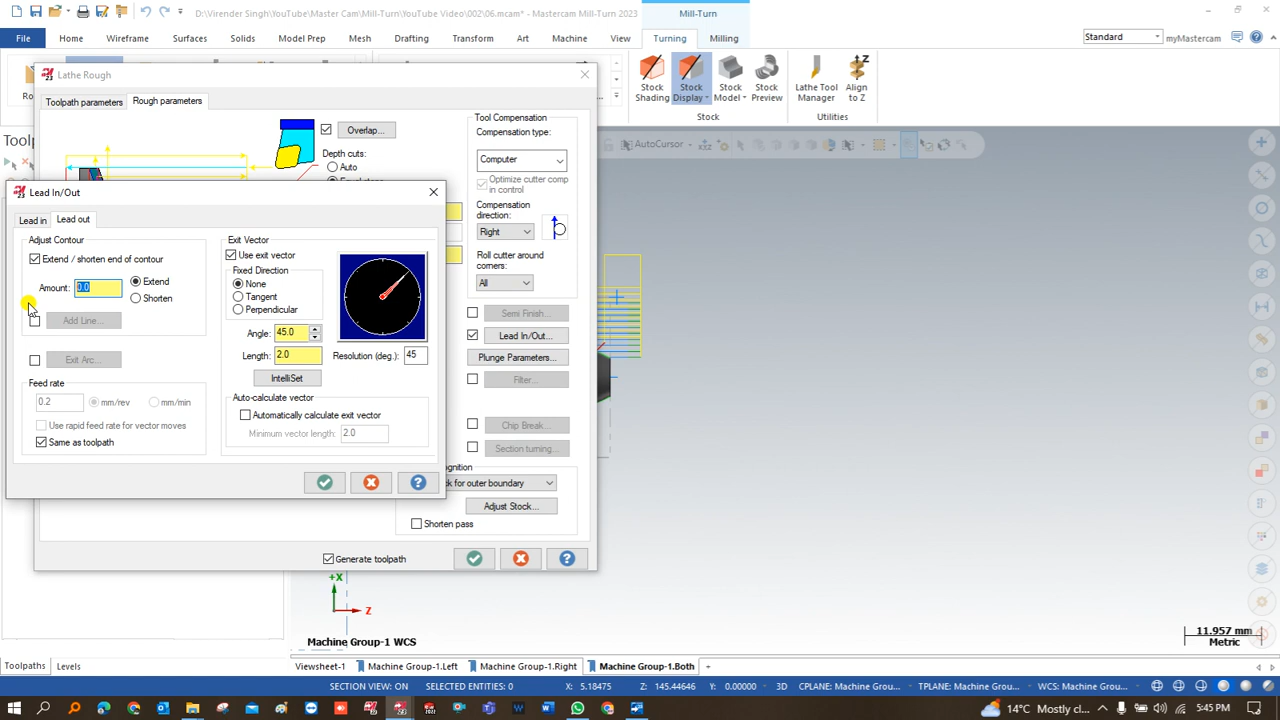 D:\Virender Singh\YouTube\Master Cam\Mill-Turn\YouTube Video\002\06.mcam* - Mastercam Mill-Turn 2023
Mill-Turn
File Home Wireframe Surfaces Solids Model Prep Mesh Drafting Transform Art Machine View Turning Milling
Standard
myMastercam
Stock Shading
Stock Display
Stock Model
Stock Preview
Lathe Tool Manager
Align to Z
Stock
Utilities
AutoCursor
Lathe Rough
Toolpath parameters
Rough parameters
Overlap...
Depth cuts:
Auto
Tool Compensation
Compensation type:
Computer
Optimize cutter comp
in control
Compensation
direction:
Right
Roll cutter around
corners:
All
Semi Finish...
Lead In/Out...
Plunge Parameters...
Filter...
Chip Break...
Section turning...
Adjust Stock...
Shorten pass
Generate toolpath
Lead In/Out
Lead in
Lead out
Adjust Contour
Extend / shorten end of contour
Amount: 0.0
Extend
Shorten
Add Line...
Exit Arc...
Feed rate
0.2
mm/rev
mm/min
Use rapid feed rate for vector moves
Same as toolpath
Exit Vector
Use exit vector
Fixed Direction
None
Tangent
Perpendicular
Angle: 45.0
Length: 2.0
Resolution (deg.): 45
IntelliSet
Auto-calculate vector
Automatically calculate exit vector
Minimum vector length: 2.0
+X
Z
Machine Group-1 WCS
11.957 mm
Metric
Toolpaths Levels
Viewsheet-1 Machine Group-1.Left Machine Group-1.Right Machine Group-1.Both +
SECTION VIEW: ON SELECTED ENTITIES: 0 X: 5.18475 Z: 145.44646 Y: 0.00000 3D CPLANE: Machine Grou... TPLANE: Machine Grou... WCS: Machine Grou...
14°C Mostly cl... 5:45 PM